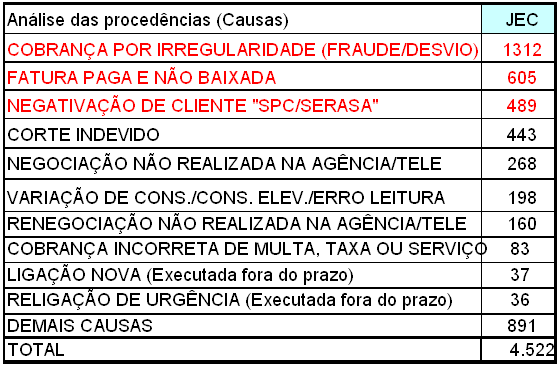 Análise das procedências (Causas) JEC
COBRANÇA POR IRREGULARIDADE (FRAUDE/DESVIO) 1312
FATURA PAGA E NÃO BAIXADA 605
NEGATIVAÇÃO DE CLIENTE "SPC/SERASA" 489
CORTE INDEVIDO 443
NEGOCIAÇÃO NÃO REALIZADA NA AGÊNCIA/TELE 268
VARIAÇÃO DE CONS./CONS. ELEV./ERRO LEITURA 198
RENEGOCIAÇÃO NÃO REALIZADA NA AGÊNCIA/TELE 160
COBRANÇA INCORRETA DE MULTA, TAXA OU SERVIÇO 83
LIGAÇÃO NOVA (Executada fora do prazo) 37
RELIGAÇÃO DE URGÊNCIA (Executada fora do prazo) 36
DEMAIS CAUSAS 891
TOTAL 4.522